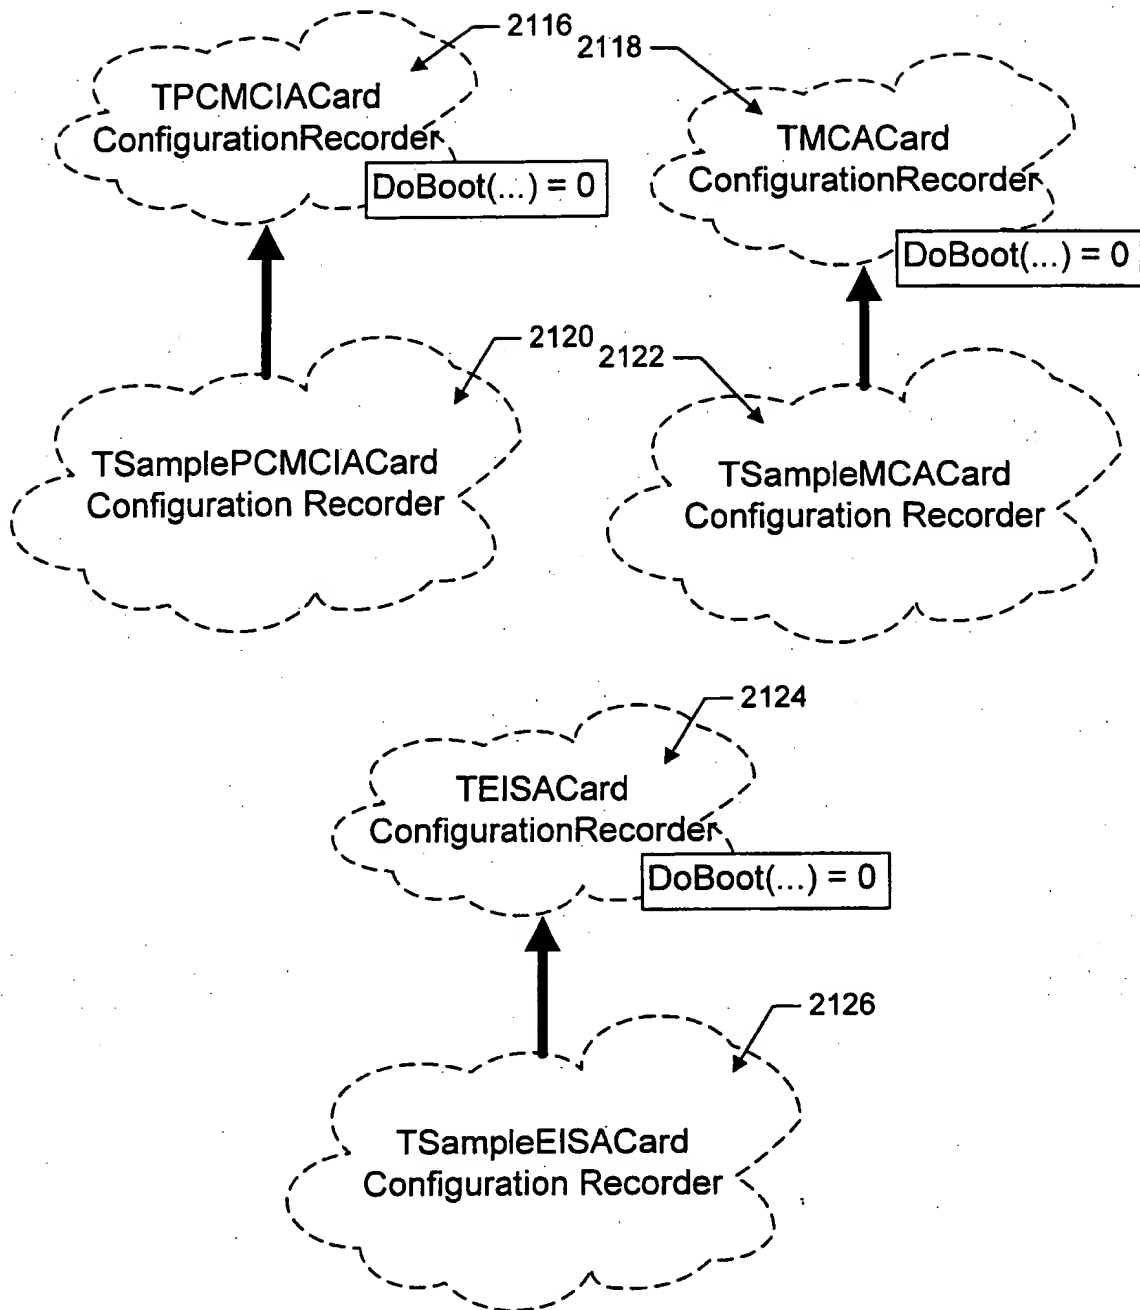 2116
2118
TPCMCIACard
ConfigurationRecorder
DoBoot(...) = 0
TMCACard
ConfigurationRecorder
DoBoot(...) = 0
2120
2122
TSamplePCMCIACard
Configuration Recorder
TSampleMCACard
Configuration Recorder
2124
TEISACard
ConfigurationRecorder
DoBoot(...) = 0
2126
TSampleEISACard
Configuration Recorder